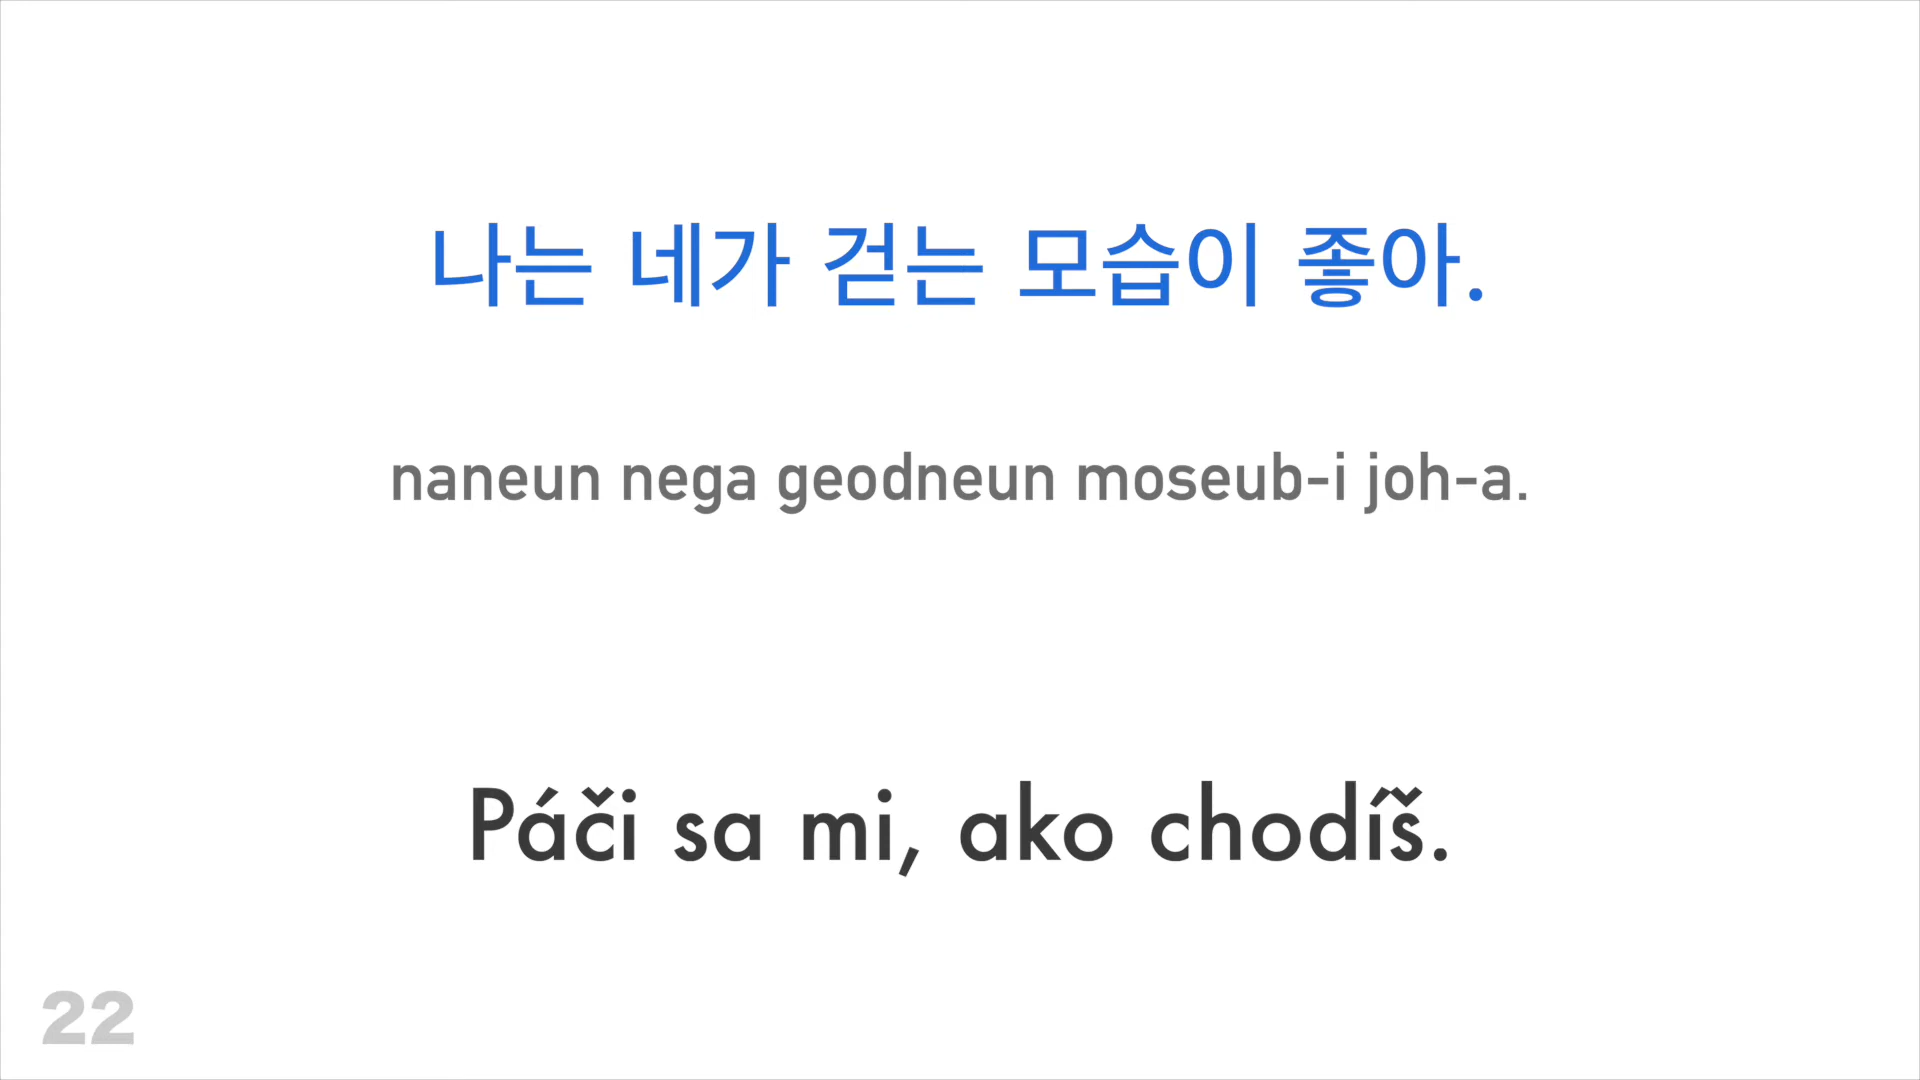 나는 네가 걷는 모습이 좋아.
naneun nega geodneun moseub-i joh-a.
Páči sa mi, ako chodíš.
22